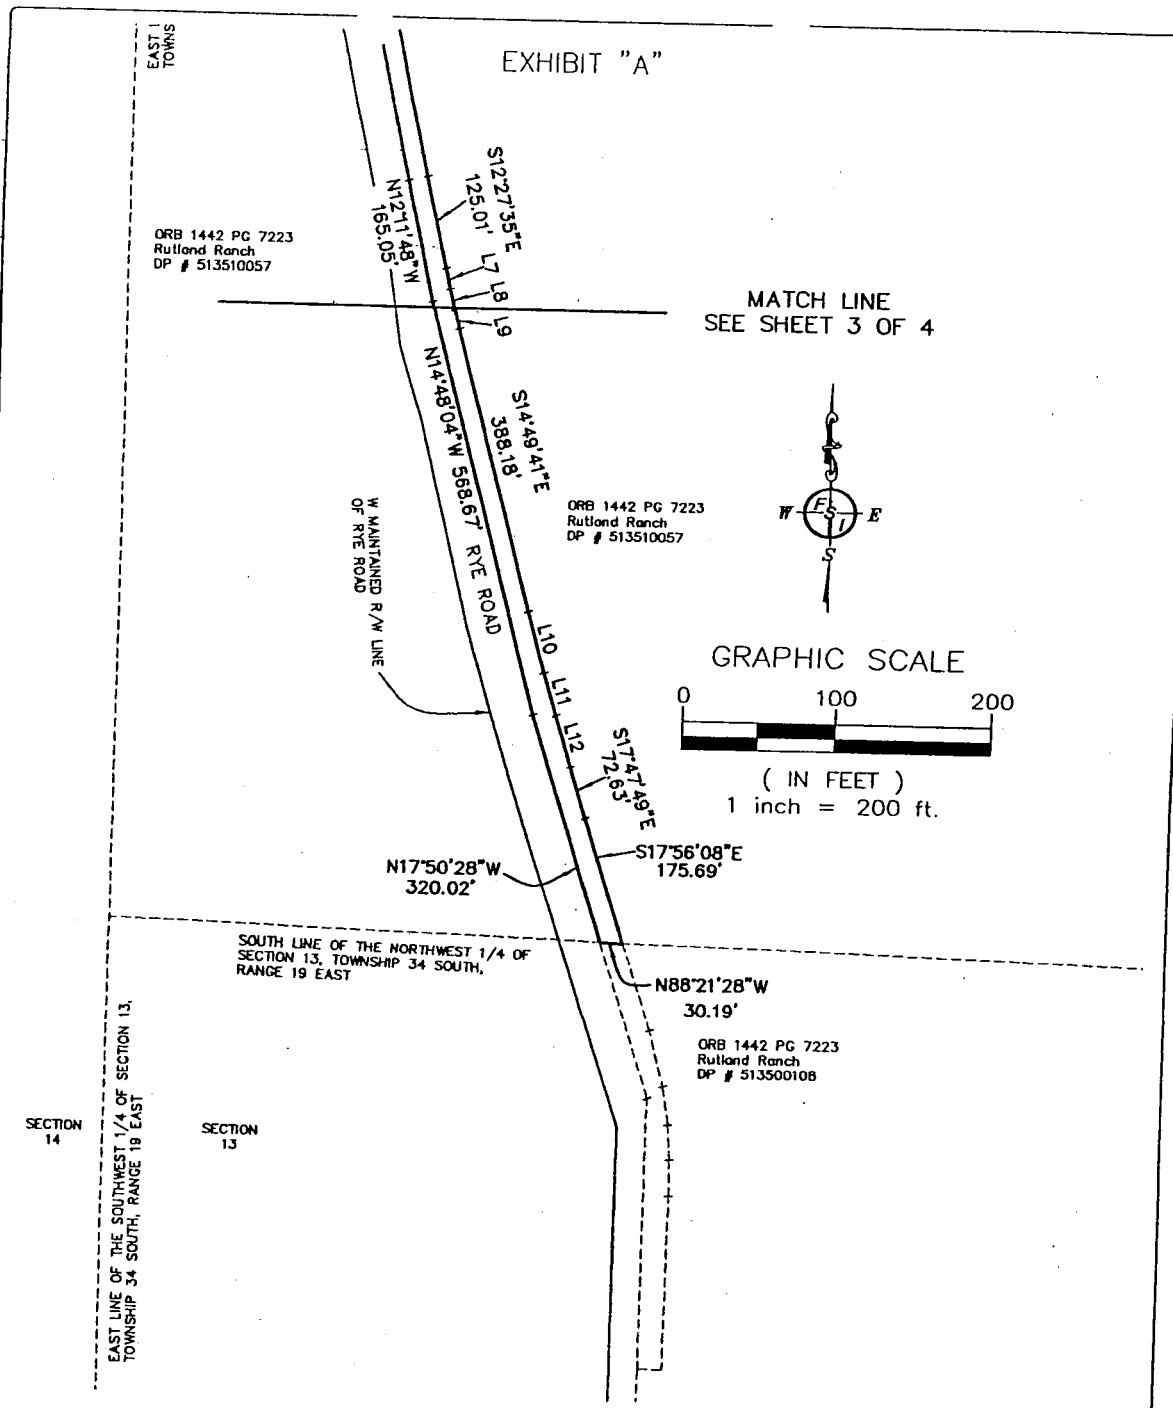 EAST 1
TOWNS
EXHIBIT "A"
S12°27'35"E
125.01'
N12°11'48"W
165.05'
L7
L8
L9
ORB 1442 PG 7223
Rutland Ranch
DP # 513510057
MATCH LINE
SEE SHEET 3 OF 4
N14°48'04"W 568.67' RYE ROAD
S14°49'41"E
388.18'
W MAINTAINED R/W LINE
OF RYE ROAD
ORB 1442 PG 7223
Rutland Ranch
DP # 513510057
W
E
F
S
I
S
GRAPHIC SCALE
0 100 200
( IN FEET )
1 inch = 200 ft.
L10
L11
L12
S17°47'49"E
72.63'
S17°56'08"E
175.69'
N17°50'28"W
320.02'
SOUTH LINE OF THE NORTHWEST 1/4 OF
SECTION 13, TOWNSHIP 34 SOUTH,
RANGE 19 EAST
N88°21'28"W
30.19'
ORB 1442 PG 7223
Rutland Ranch
DP # 513500108
SECTION
14
EAST LINE OF THE SOUTHWEST 1/4 OF SECTION 13,
TOWNSHIP 34 SOUTH, RANGE 19 EAST
SECTION
13